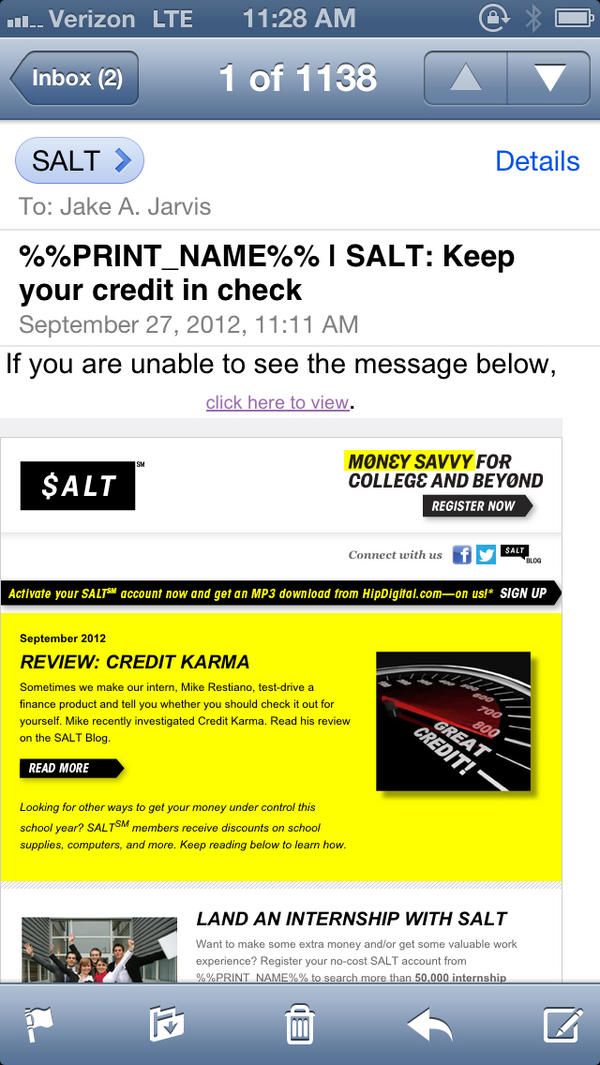 Verizon LTE 11:28 AM
Inbox (2) 1 of 1138
SALT Details
To: Jake A. Jarvis
%%PRINT_NAME%% | SALT: Keep
your credit in check
September 27, 2012, 11:11 AM
If you are unable to see the message below,
click here to view.
$ALT SM
MØNEY SAVVY FØR
COLLEGE AND BEYØND
REGISTER NOW
Connect with us f SALT BLOG
Activate your SALT℠ account now and get an MP3 download from HipDigital.com—on us!* SIGN UP
September 2012
REVIEW: CREDIT KARMA
Sometimes we make our intern, Mike Restiano, test-drive a
finance product and tell you whether you should check it out for
yourself. Mike recently investigated Credit Karma. Read his review
on the SALT Blog.
READ MORE
600
700
800
GREAT
CREDIT!
Looking for other ways to get your money under control this
school year? SALT℠ members receive discounts on school
supplies, computers, and more. Keep reading below to learn how.
LAND AN INTERNSHIP WITH SALT
Want to make some extra money and/or get some valuable work
experience? Register your no-cost SALT account from
%%PRINT_NAME%% to search more than 50,000 internship